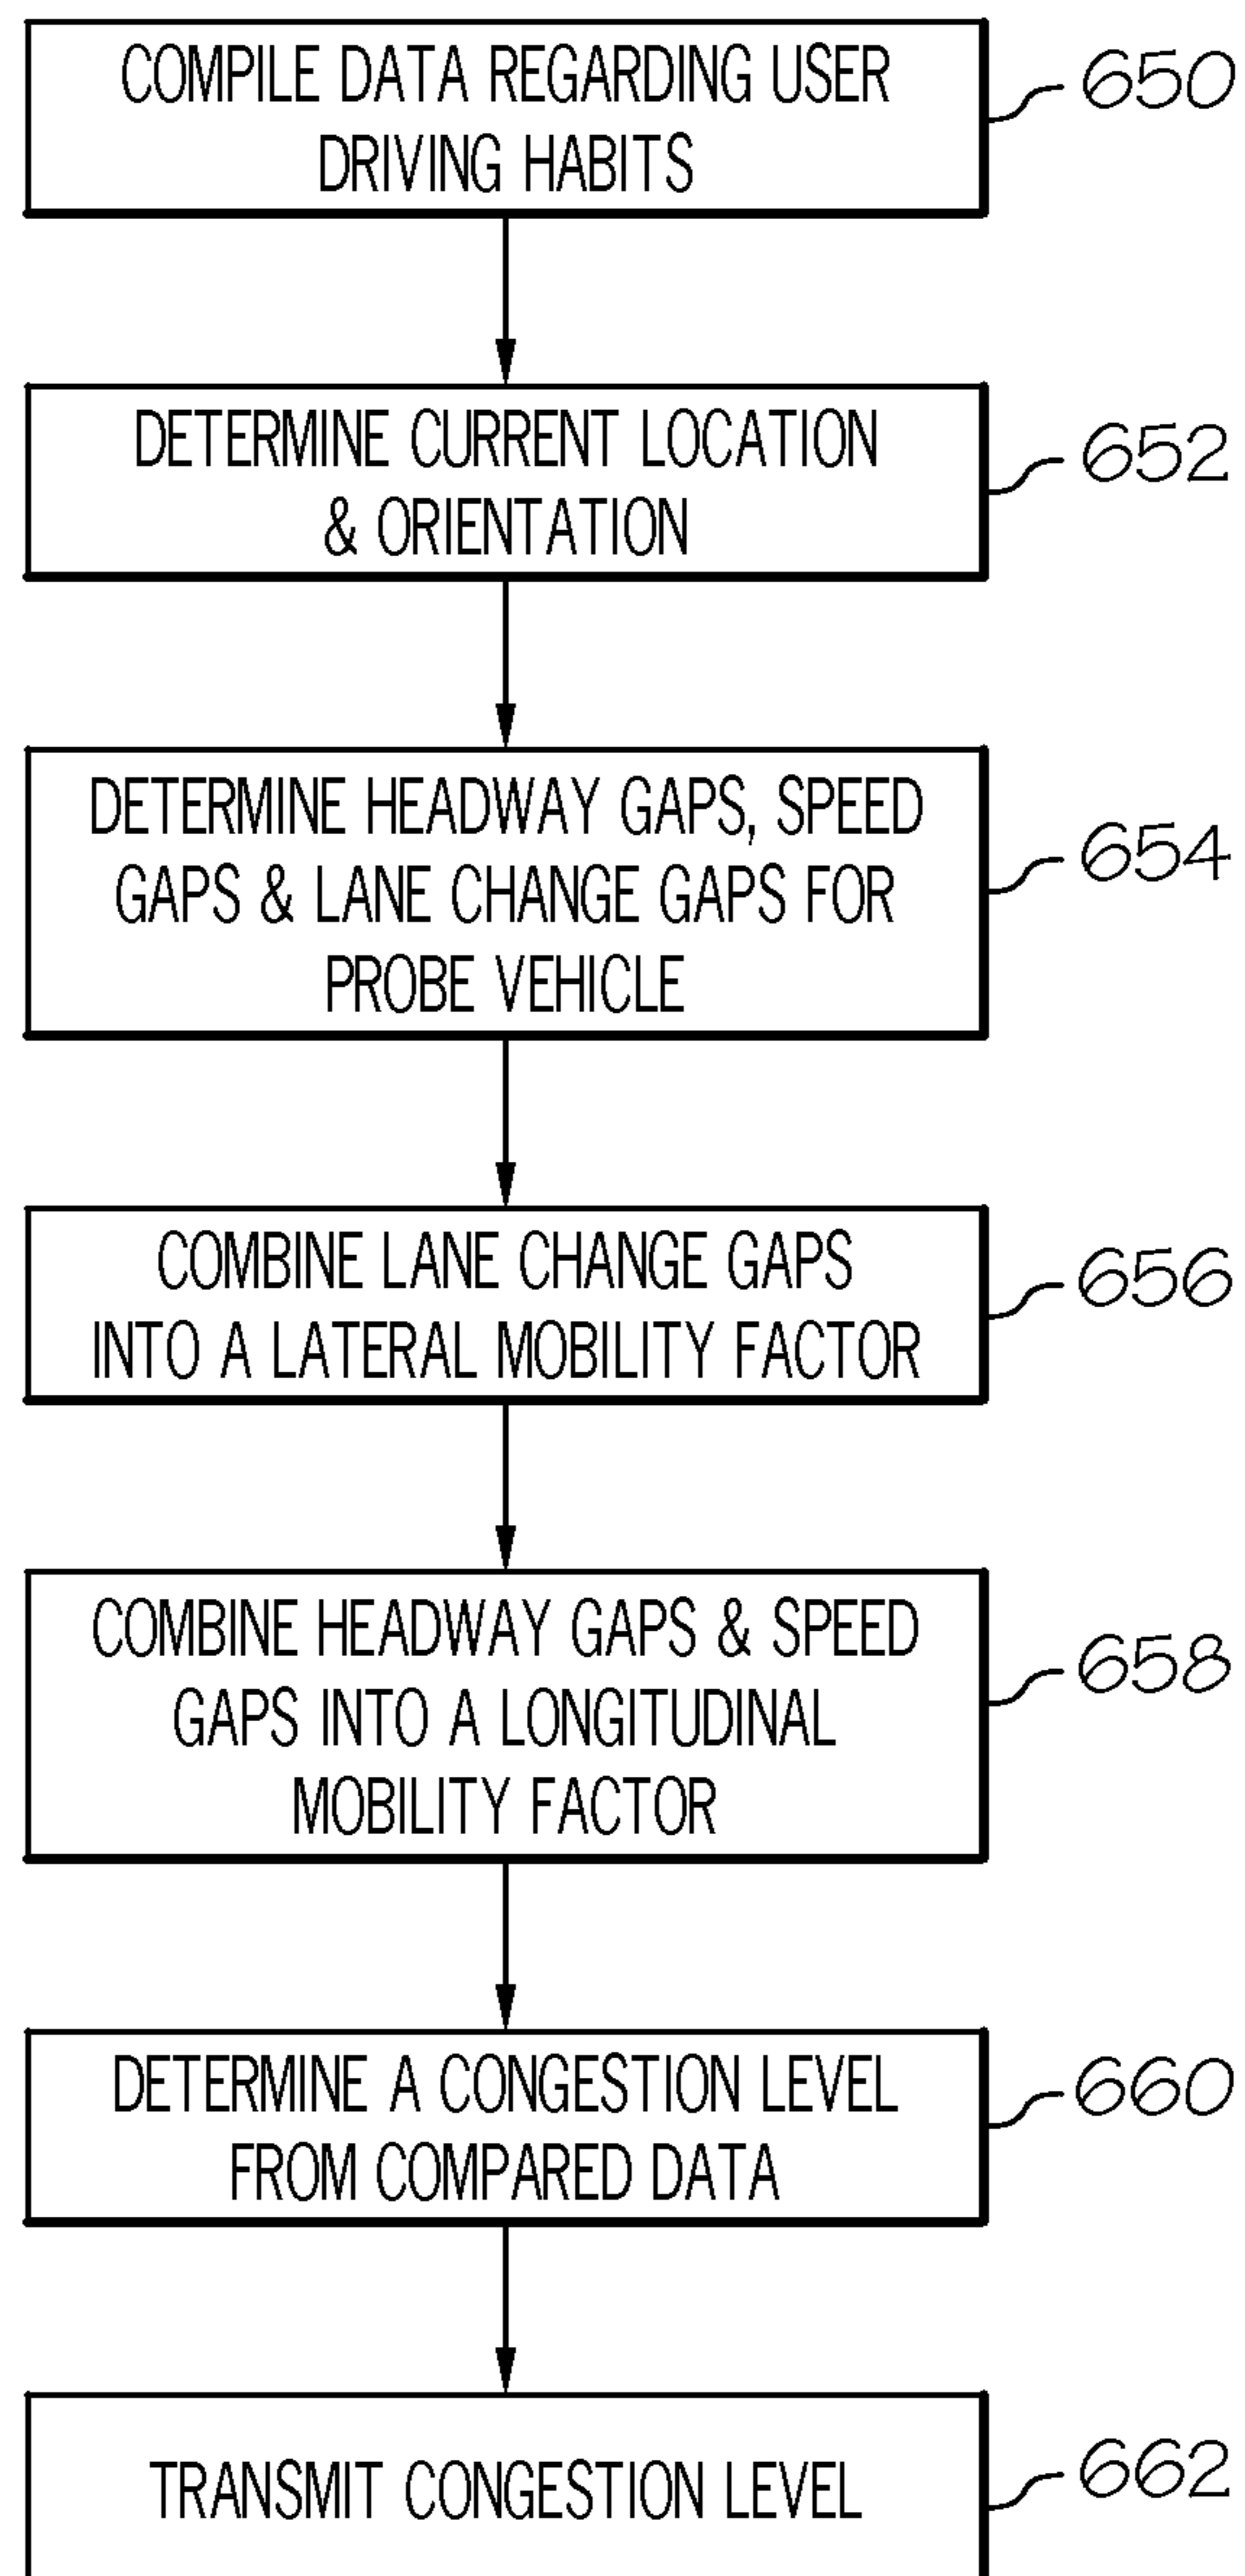 COMPILE DATA REGARDING USER
DRIVING HABITS
650
DETERMINE CURRENT LOCATION
& ORIENTATION
652
DETERMINE HEADWAY GAPS, SPEED
GAPS & LANE CHANGE GAPS FOR
PROBE VEHICLE
654
COMBINE LANE CHANGE GAPS
INTO A LATERAL MOBILITY FACTOR
656
COMBINE HEADWAY GAPS & SPEED
GAPS INTO A LONGITUDINAL
MOBILITY FACTOR
658
DETERMINE A CONGESTION LEVEL
FROM COMPARED DATA
660
TRANSMIT CONGESTION LEVEL
662